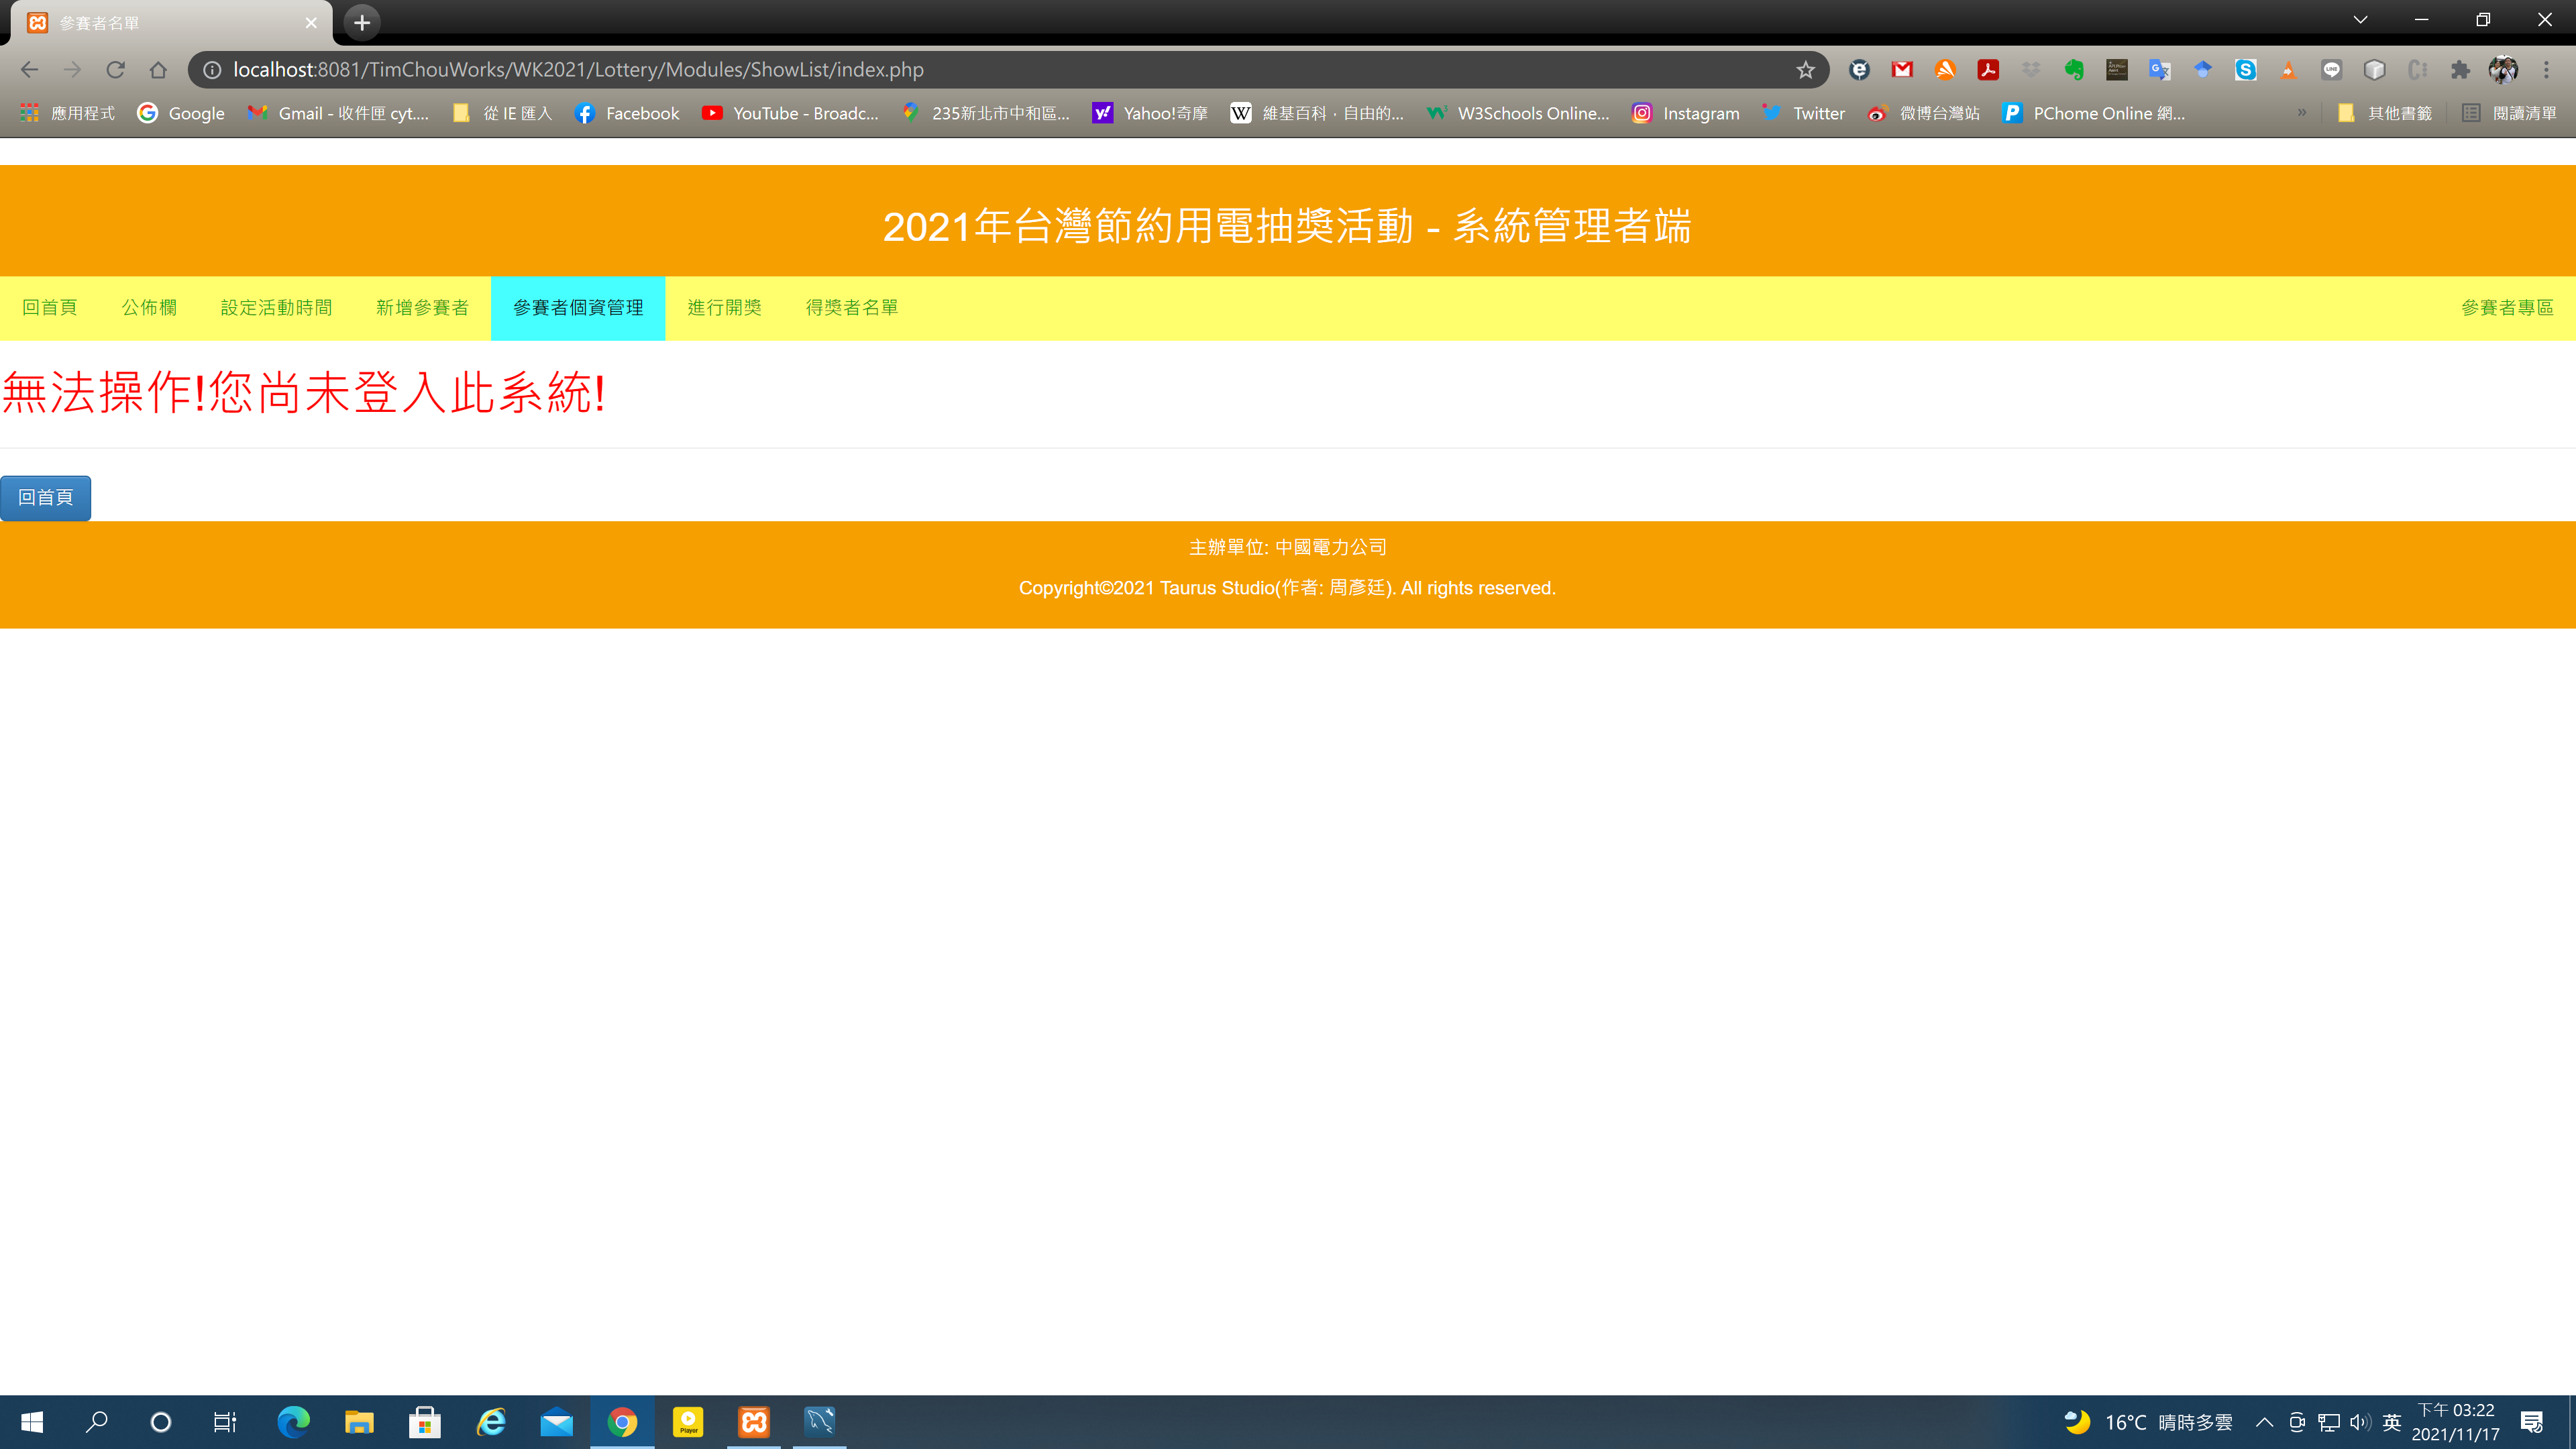 參賽者名單
localhost:8081/TimChouWorks/WK2021/Lottery/Modules/ShowList/index.php
應用程式 Google Gmail - 收件匣 cyt.... 從 IE 匯入 Facebook YouTube - Broadc... 235新北市中和區... Yahoo!奇摩 維基百科，自由的... W3Schools Online... Instagram Twitter 微博台灣站 PChome Online 網... » 其他書籤 閱讀清單
2021年台灣節約用電抽獎活動 - 系統管理者端
回首頁 公佈欄 設定活動時間 新增參賽者 參賽者個資管理 進行開獎 得獎者名單 參賽者專區
無法操作!您尚未登入此系統!
回首頁
主辦單位: 中國電力公司
Copyright©2021 Taurus Studio(作者: 周彥廷). All rights reserved.
16°C 晴時多雲 英 下午 03:22
2021/11/17